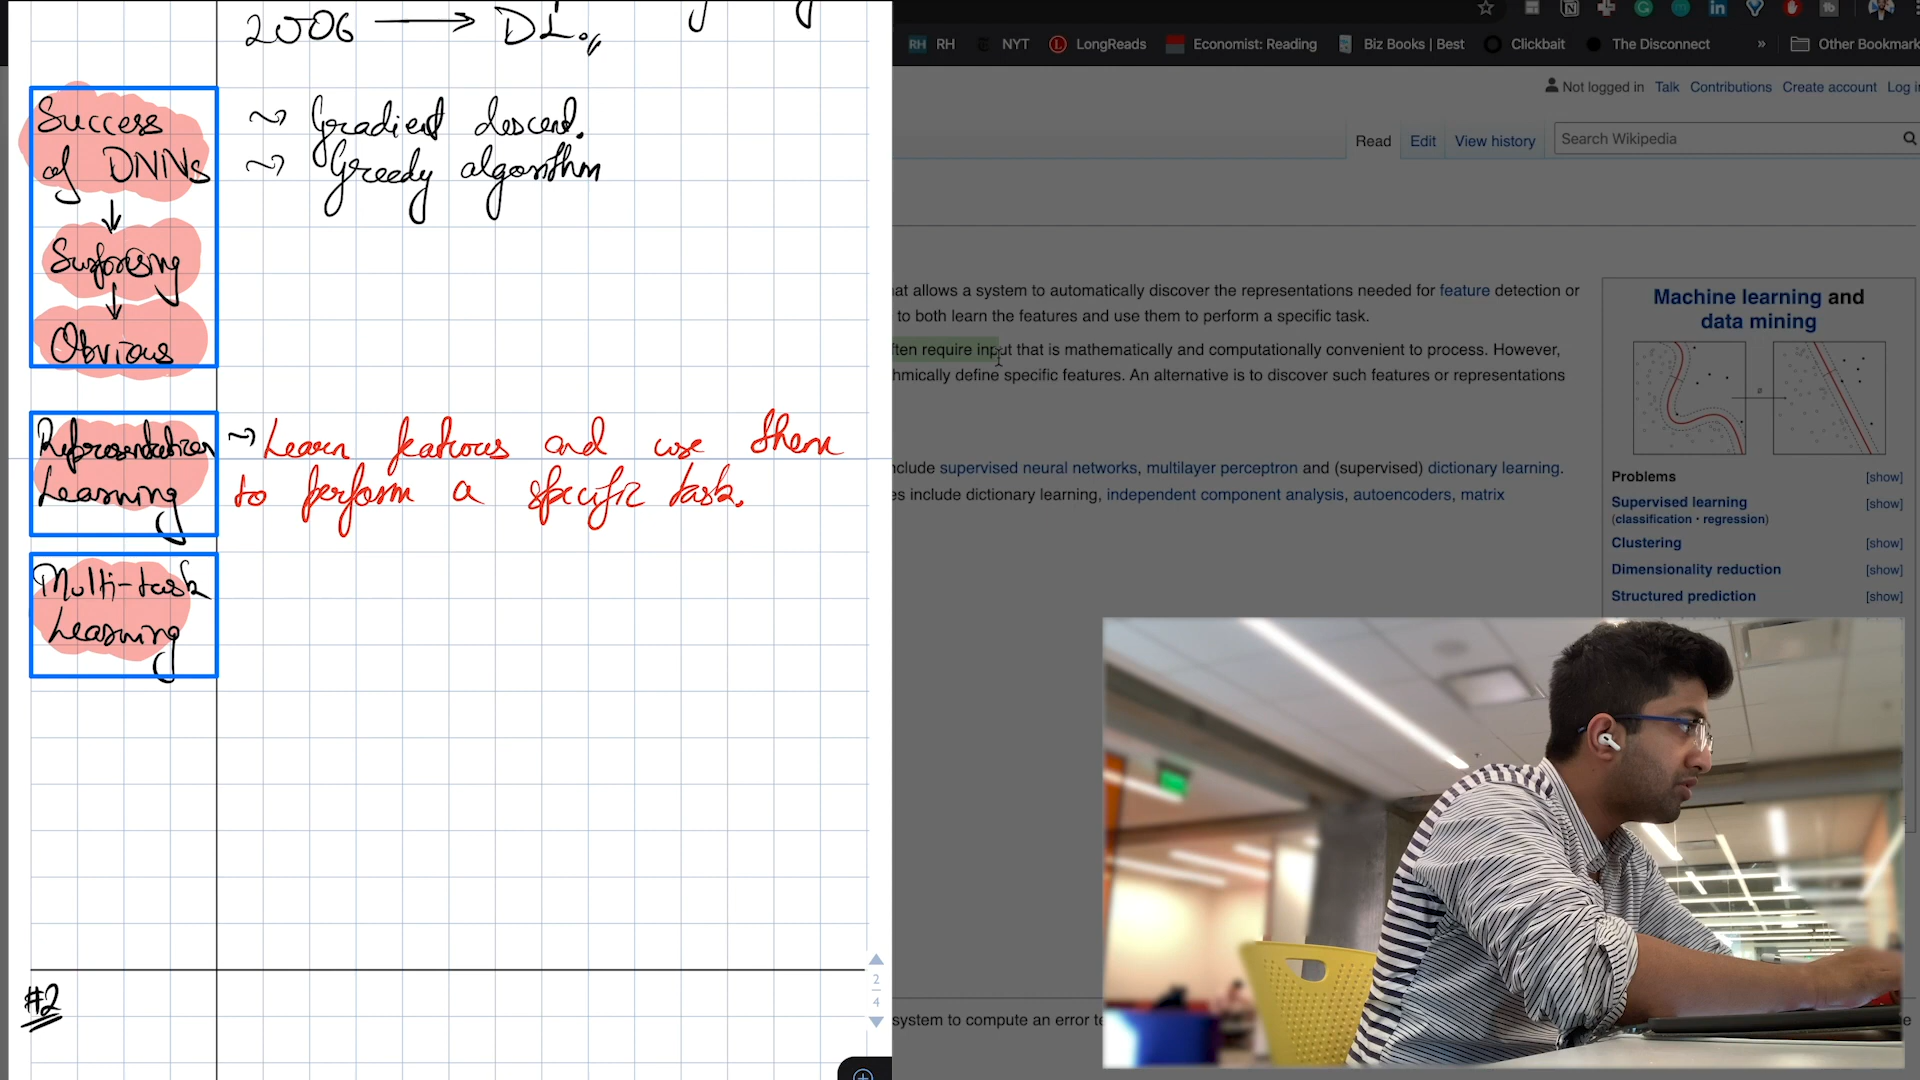 2006 → DL.
Success
of DNNs
↓
Surprising
↓
Obvious
~> Gradient descent.
~> Greedy algorithm
Representation
Learning
~> Learn features and use them
to perform a specific task.
Multi-task
Learning
#2
2
4
RH
RH
NYT
LongReads
Economist: Reading
Biz Books | Best
Clickbait
The Disconnect
»
Other Bookmark
Not logged in Talk Contributions Create account Log i
Read Edit View history
Search Wikipedia
at allows a system to automatically discover the representations needed for feature detection or
to both learn the features and use them to perform a specific task.
ten require input that is mathematically and computationally convenient to process. However,
hmically define specific features. An alternative is to discover such features or representations
nclude supervised neural networks, multilayer perceptron and (supervised) dictionary learning.
es include dictionary learning, independent component analysis, autoencoders, matrix
system to compute an error te
Machine learning and
data mining
Problems [show]
Supervised learning [show]
(classification • regression)
Clustering [show]
Dimensionality reduction [show]
Structured prediction [show]